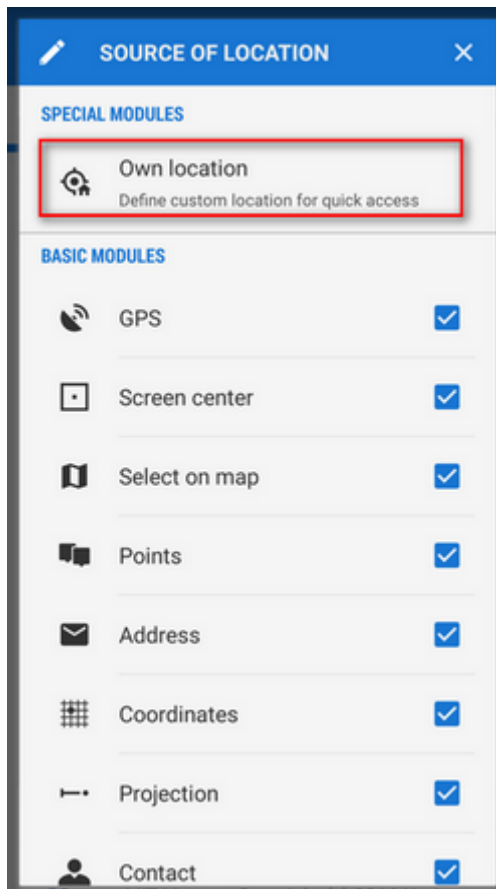 SOURCE OF LOCATION
SPECIAL MODULES
Own location
Define custom location for quick access
BASIC MODULES
GPS
Screen center
Select on map
Points
Address
Coordinates
Projection
Contact